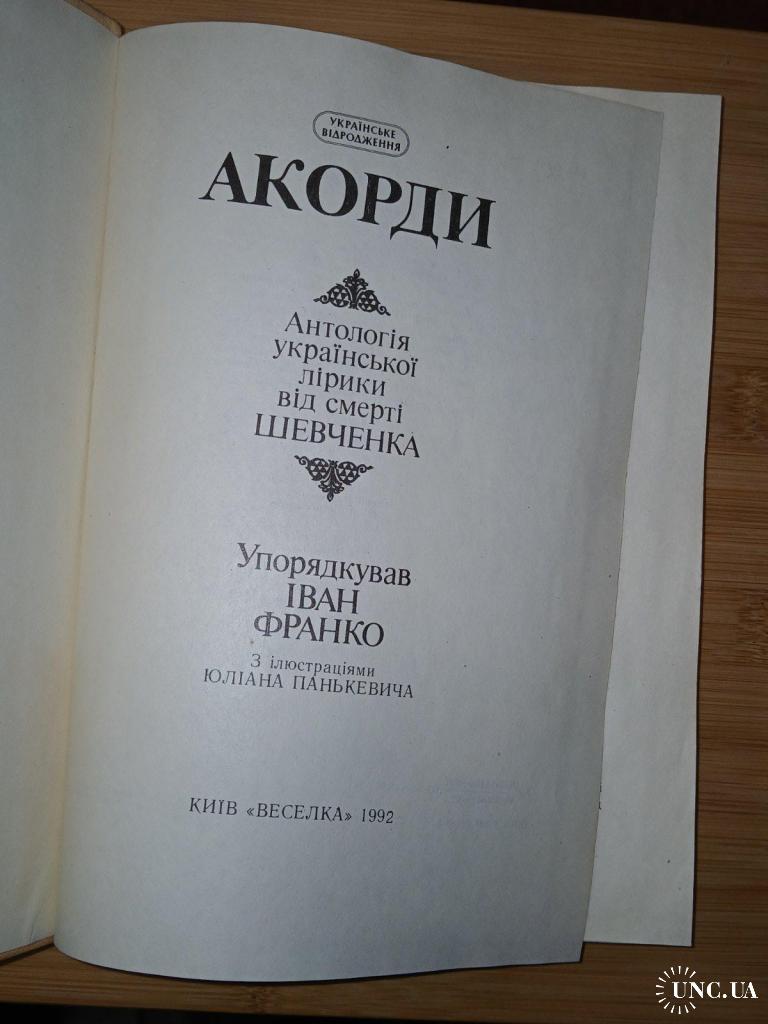 УКРАЇНСЬКЕ
ВІДРОДЖЕННЯ
АКОРДИ
Антологія
української
лірики
від смерті
ШЕВЧЕНКА
Упорядкував
ІВАН
ФРАНКО
З ілюстраціями
ЮЛІАНА ПАНЬКЕВИЧА
КИЇВ «ВЕСЕЛКА» 1992
UNC.UA